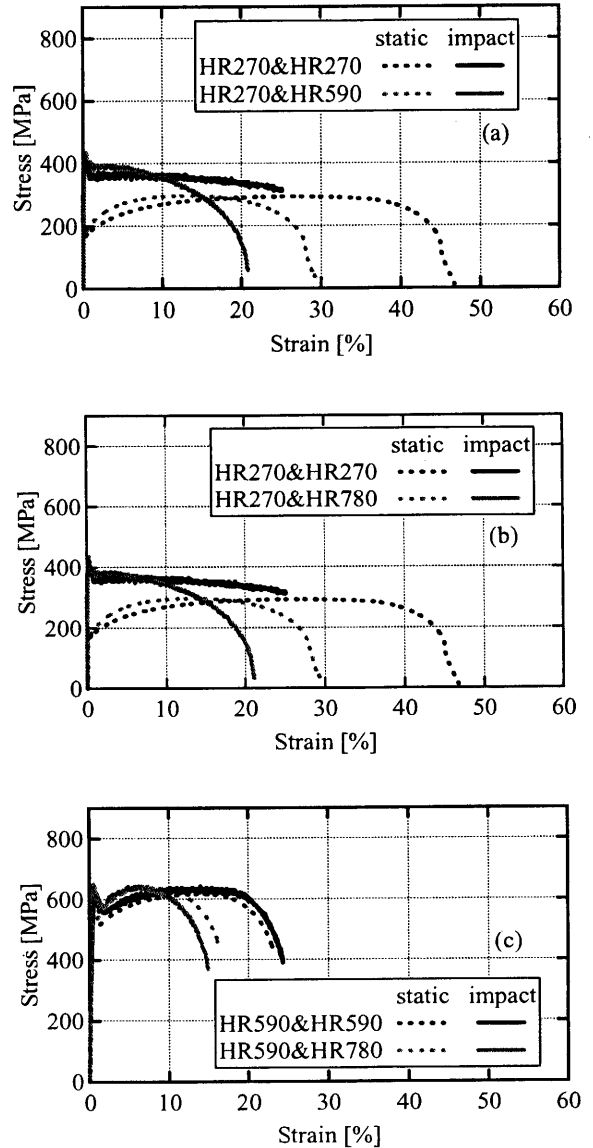 static impact
HR270&HR270
HR270&HR590
(a)
Stress [MPa]
800
600
400
200
0
0 10 20 30 40 50 60
Strain [%]
static impact
HR270&HR270
HR270&HR780
(b)
Stress [MPa]
800
600
400
200
0
0 10 20 30 40 50 60
Strain [%]
(c)
Stress [MPa]
800
600
400
200
0
static impact
HR590&HR590
HR590&HR780
0 10 20 30 40 50 60
Strain [%]